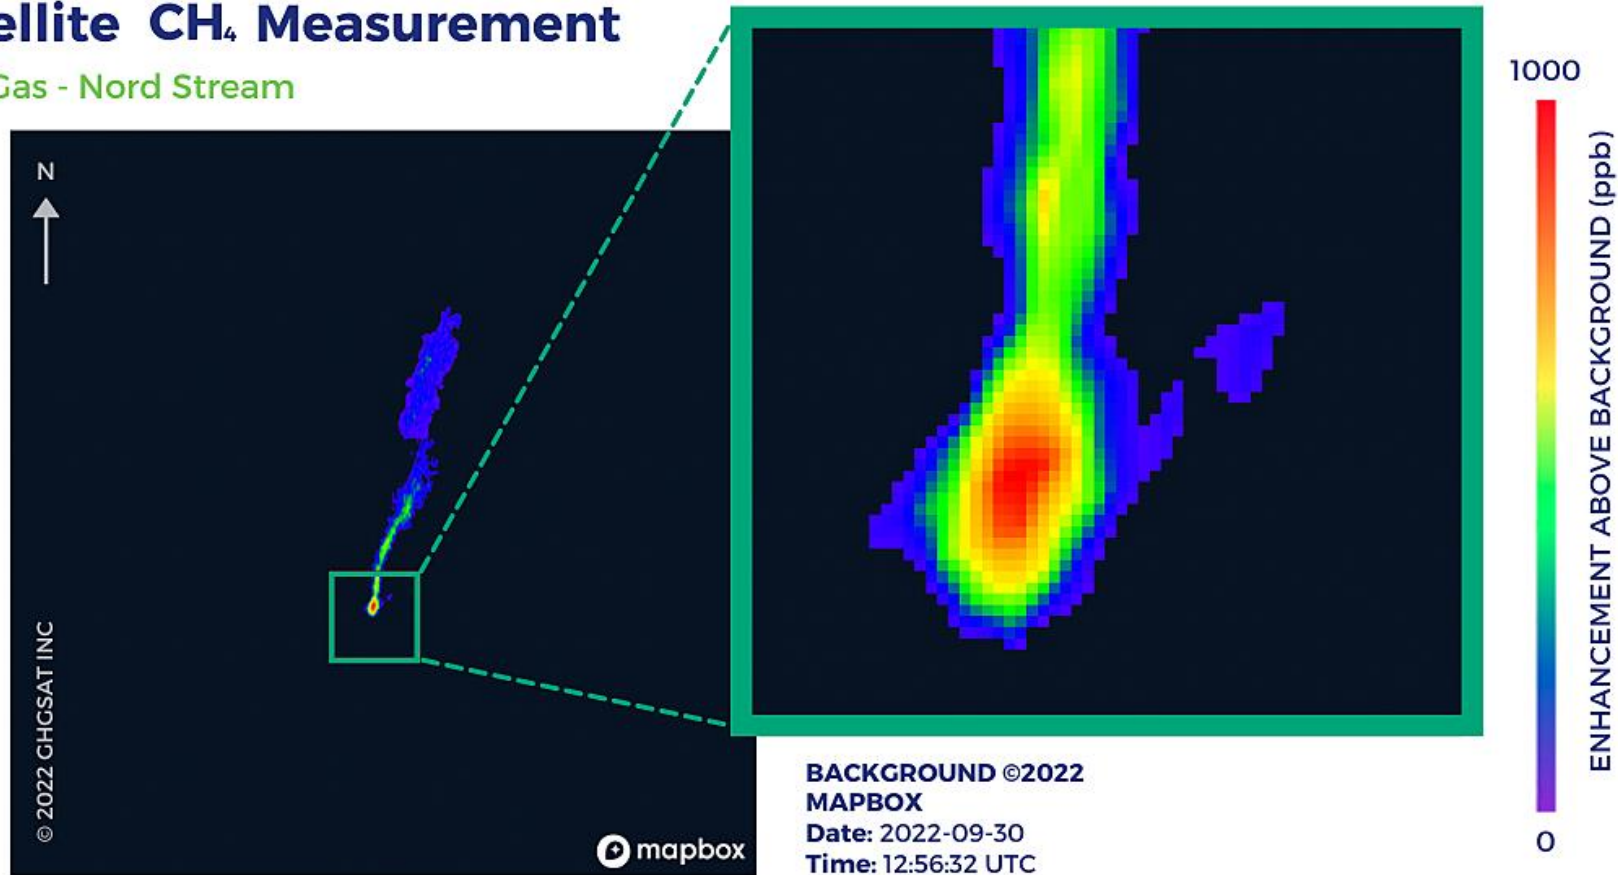 ellite CH₄ Measurement
Gas - Nord Stream
N
© 2022 GHGSAT INC
mapbox
BACKGROUND ©2022
MAPBOX
Date: 2022-09-30
Time: 12:56:32 UTC
1000
ENHANCEMENT ABOVE BACKGROUND (ppb)
0